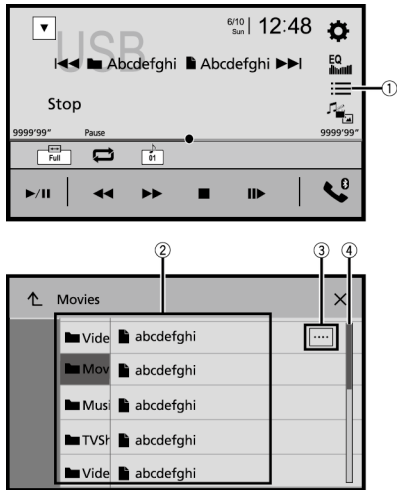 USB
6/10 Sun 12:48
Abcdefghi Abcdefghi
EQ
①
Stop
9999'99" Pause 9999'99"
Full 01
② ③ ④
Movies
Vide abcdefghi
Mov abcdefghi
Musi abcdefghi
TVSh abcdefghi
Vide abcdefghi